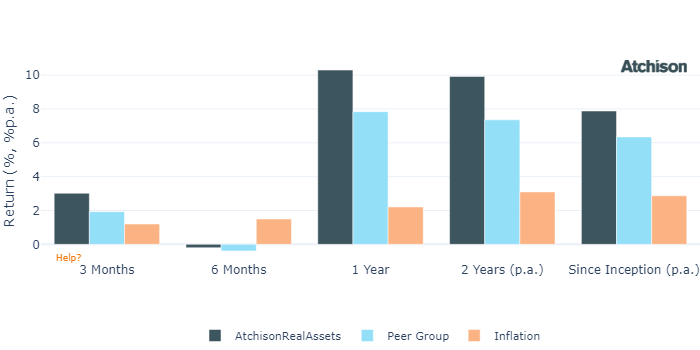 Atchison
10
8
6
4
2
0
Return (%, %p.a.)
Help?
3 Months
6 Months
1 Year
2 Years (p.a.)
Since Inception (p.a.)
AtchisonRealAssets
Peer Group
Inflation